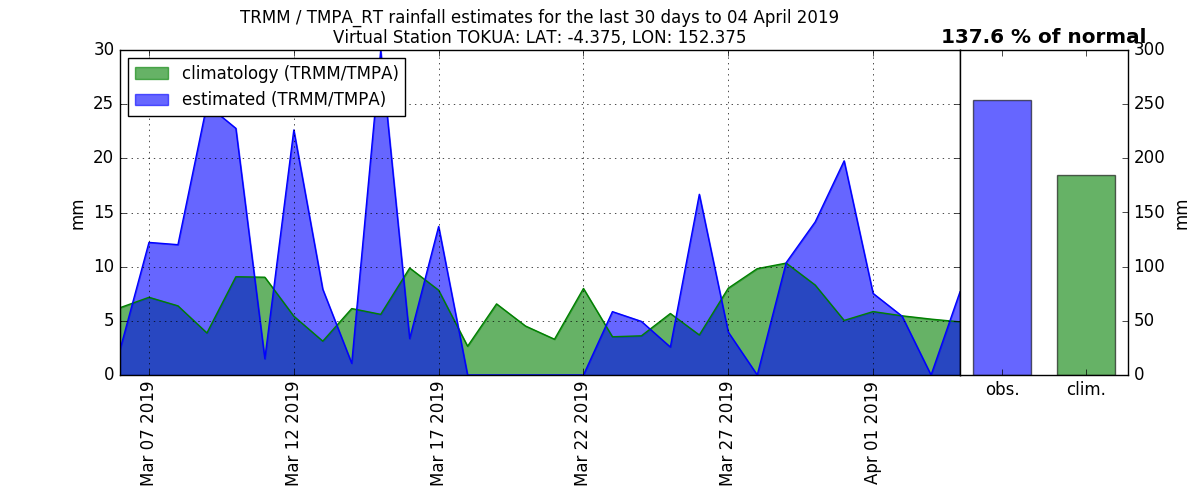 TRMM / TMPA_RT rainfall estimates for the last 30 days to 04 April 2019
Virtual Station TOKUA: LAT: -4.375, LON: 152.375
137.6 % of normal
climatology (TRMM/TMPA)
estimated (TRMM/TMPA)
30
25
20
15
10
5
0
mm
Mar 07 2019
Mar 12 2019
Mar 17 2019
Mar 22 2019
Mar 27 2019
Apr 01 2019
obs.
clim.
300
250
200
150
100
50
0
mm